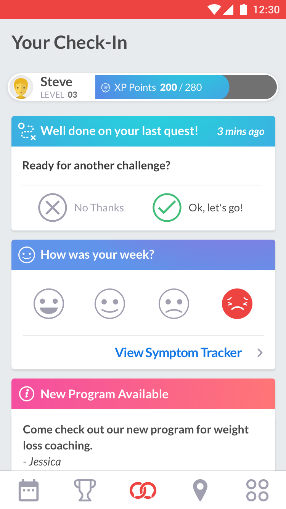 12:30
Your Check-In
Steve
LEVEL 03
XP Points 200 / 280
Well done on your last quest! 3 mins ago
Ready for another challenge?
No Thanks Ok, let's go!
How was your week?
View Symptom Tracker
New Program Available
Come check out our new program for weight
loss coaching.
- Jessica